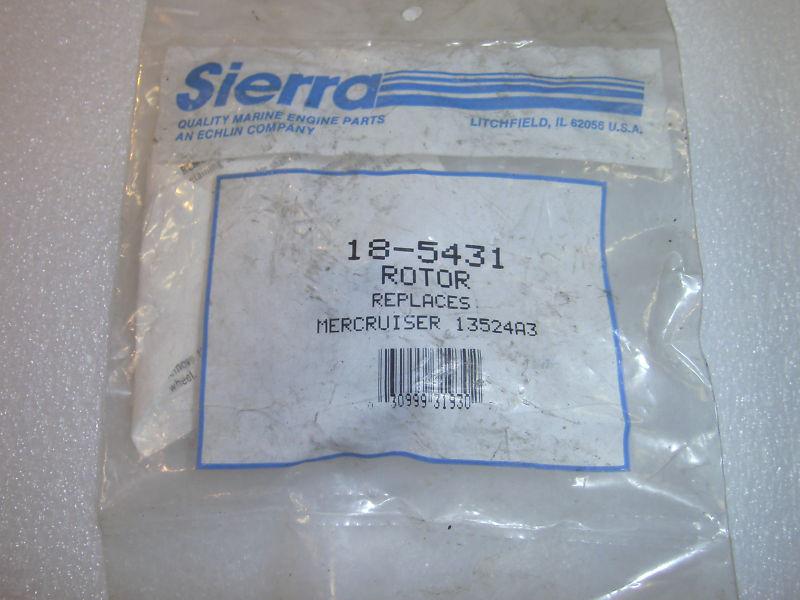 Sierra
QUALITY MARINE ENGINE PARTS
AN ECHLIN COMPANY
LITCHFIELD, IL 62056 U.S.A.
18-5431
ROTOR
REPLACES
MERCRUISER 13524A3
30999 31930
wheel.